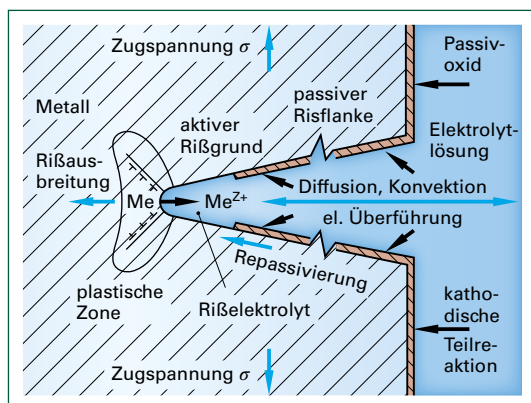 Zugspannung σ
Passiv-
oxid
Metall
passiver
Risflanke
aktiver
Rißgrund
Elektrolyt-
lösung
Rißaus-
breitung
Me
Me^Z+
Diffusion, Konvektion
el. Überführung
Repassivierung
plastische
Zone
Rißelektrolyt
katho-
dische
Teilre-
aktion
Zugspannung σ